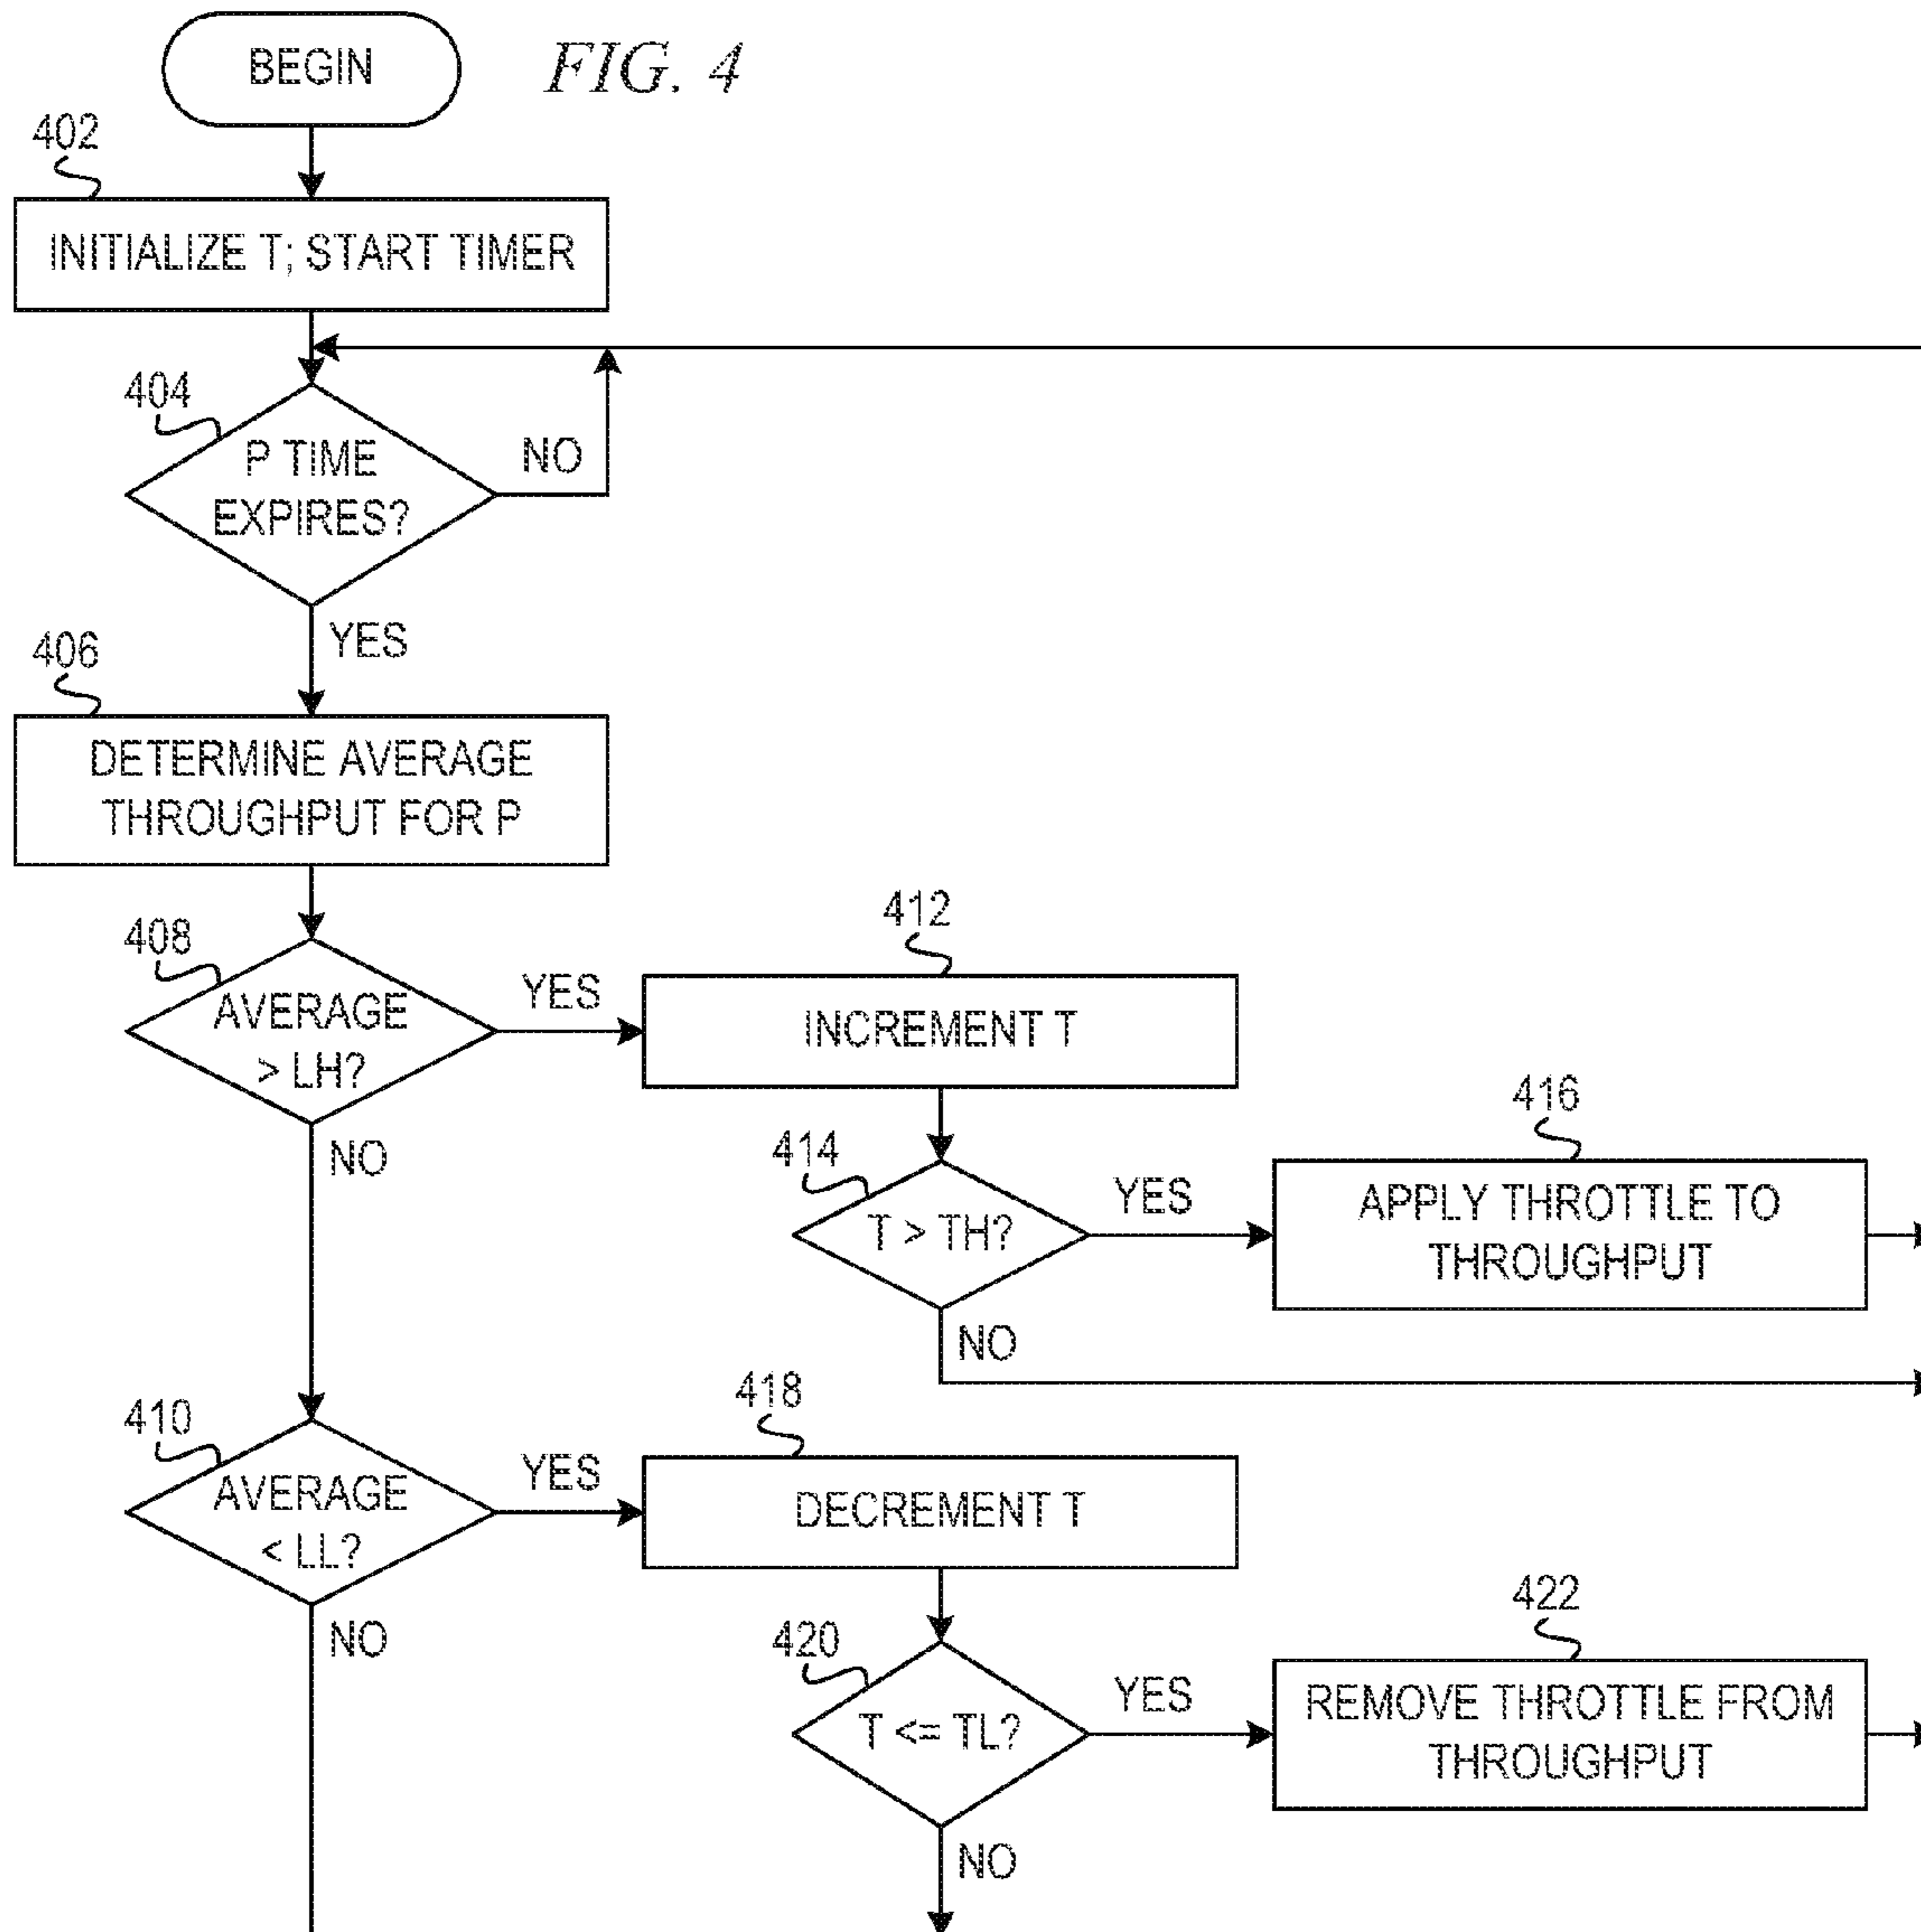 BEGIN
FIG. 4
402
INITIALIZE T; START TIMER
404
P TIME
EXPIRES?
NO
YES
406
DETERMINE AVERAGE
THROUGHPUT FOR P
408
AVERAGE
> LH?
YES
NO
412
INCREMENT T
414
T > TH?
YES
NO
416
APPLY THROTTLE TO
THROUGHPUT
410
AVERAGE
< LL?
YES
NO
418
DECREMENT T
420
T <= TL?
YES
NO
422
REMOVE THROTTLE FROM
THROUGHPUT